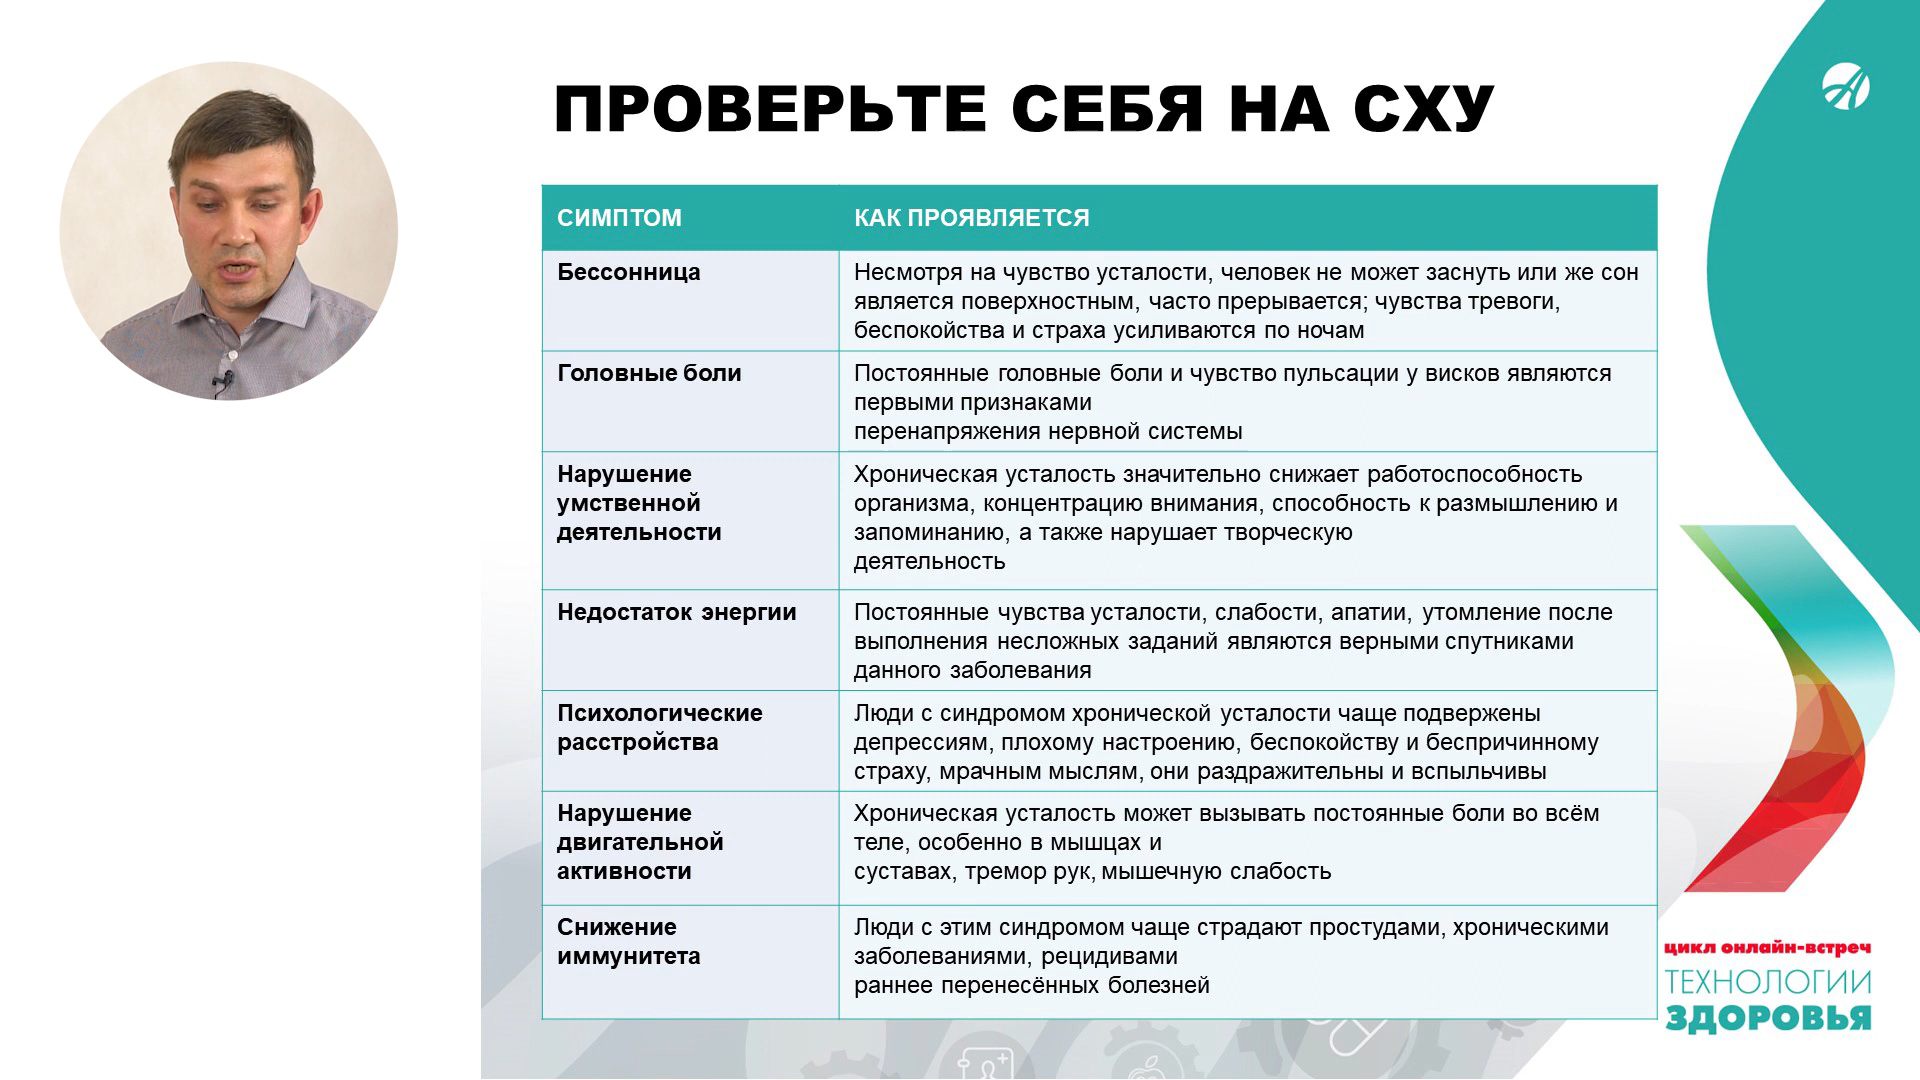 ПРОВЕРЬТЕ СЕБЯ НА СХУ
СИМПТОМ
КАК ПРОЯВЛЯЕТСЯ
Бессонница
Несмотря на чувство усталости, человек не может заснуть или же сон
является поверхностным, часто прерывается; чувства тревоги,
беспокойства и страха усиливаются по ночам
Головные боли
Постоянные головные боли и чувство пульсации у висков являются
первыми признаками
перенапряжения нервной системы
Нарушение
умственной
деятельности
Хроническая усталость значительно снижает работоспособность
организма, концентрацию внимания, способность к размышлению и
запоминанию, а также нарушает творческую
деятельность
Недостаток энергии
Постоянные чувства усталости, слабости, апатии, утомление после
выполнения несложных заданий являются верными спутниками
данного заболевания
Психологические
расстройства
Люди с синдромом хронической усталости чаще подвержены
депрессиям, плохому настроению, беспокойству и беспричинному
страху, мрачным мыслям, они раздражительны и вспыльчивы
Нарушение
двигательной
активности
Хроническая усталость может вызывать постоянные боли во всём
теле, особенно в мышцах и
суставах, тремор рук, мышечную слабость
Снижение
иммунитета
Люди с этим синдромом чаще страдают простудами, хроническими
заболеваниями, рецидивами
раннее перенесённых болезней
цикл онлайн-встреч
ТЕХНОЛОГИИ
ЗДОРОВЬЯ